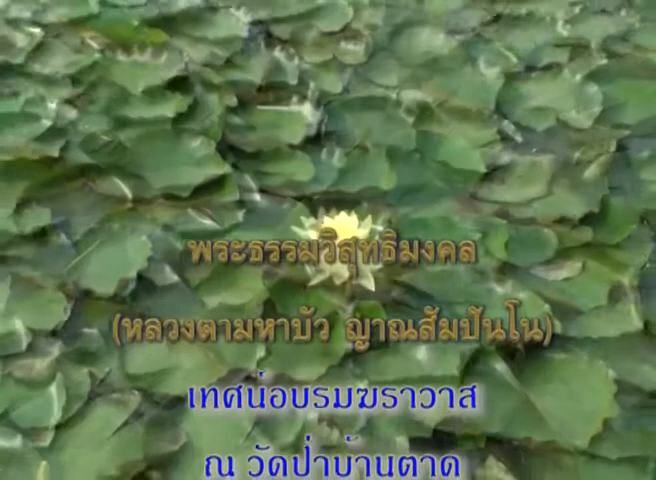 พระธรรมวิสุทธิมงคล
(หลวงตามหาบัว ญาณสัมปันโน)
เทศน์อบรมฆราวาส
ณ วัดป่าบ้านตาด